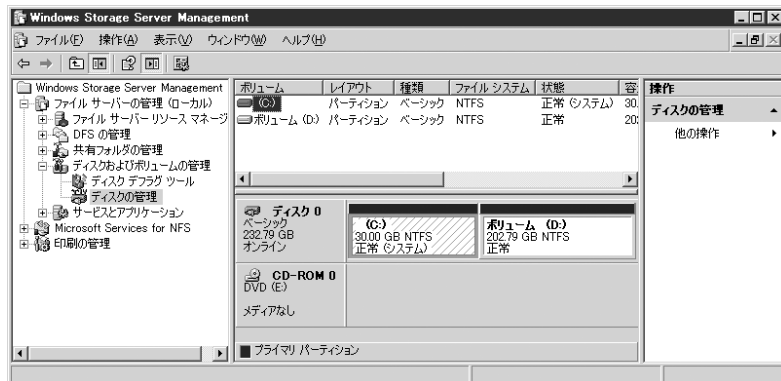 Windows Storage Server Management
ファイル(F) 操作(A) 表示(V) ウィンドウ(W) ヘルプ(H)
Windows Storage Server Management
ファイル サーバーの管理 (ローカル)
ファイル サーバー リソース マネージ
DFS の管理
共有フォルダの管理
ディスクおよびボリュームの管理
ディスク デフラグ ツール
ディスクの管理
サービスとアプリケーション
Microsoft Services for NFS
印刷の管理
ボリューム レイアウト 種類 ファイル システム 状態 容
(C:) パーティション ベーシック NTFS 正常 (システム) 30.
ボリューム (D:) パーティション ベーシック NTFS 正常 20:
ディスク 0
ベーシック
232.79 GB
オンライン
(C:)
30.00 GB NTFS
正常 (システム)
ボリューム (D:)
202.79 GB NTFS
正常
CD-ROM 0
DVD (E:)
メディアなし
プライマリ パーティション
操作
ディスクの管理
他の操作